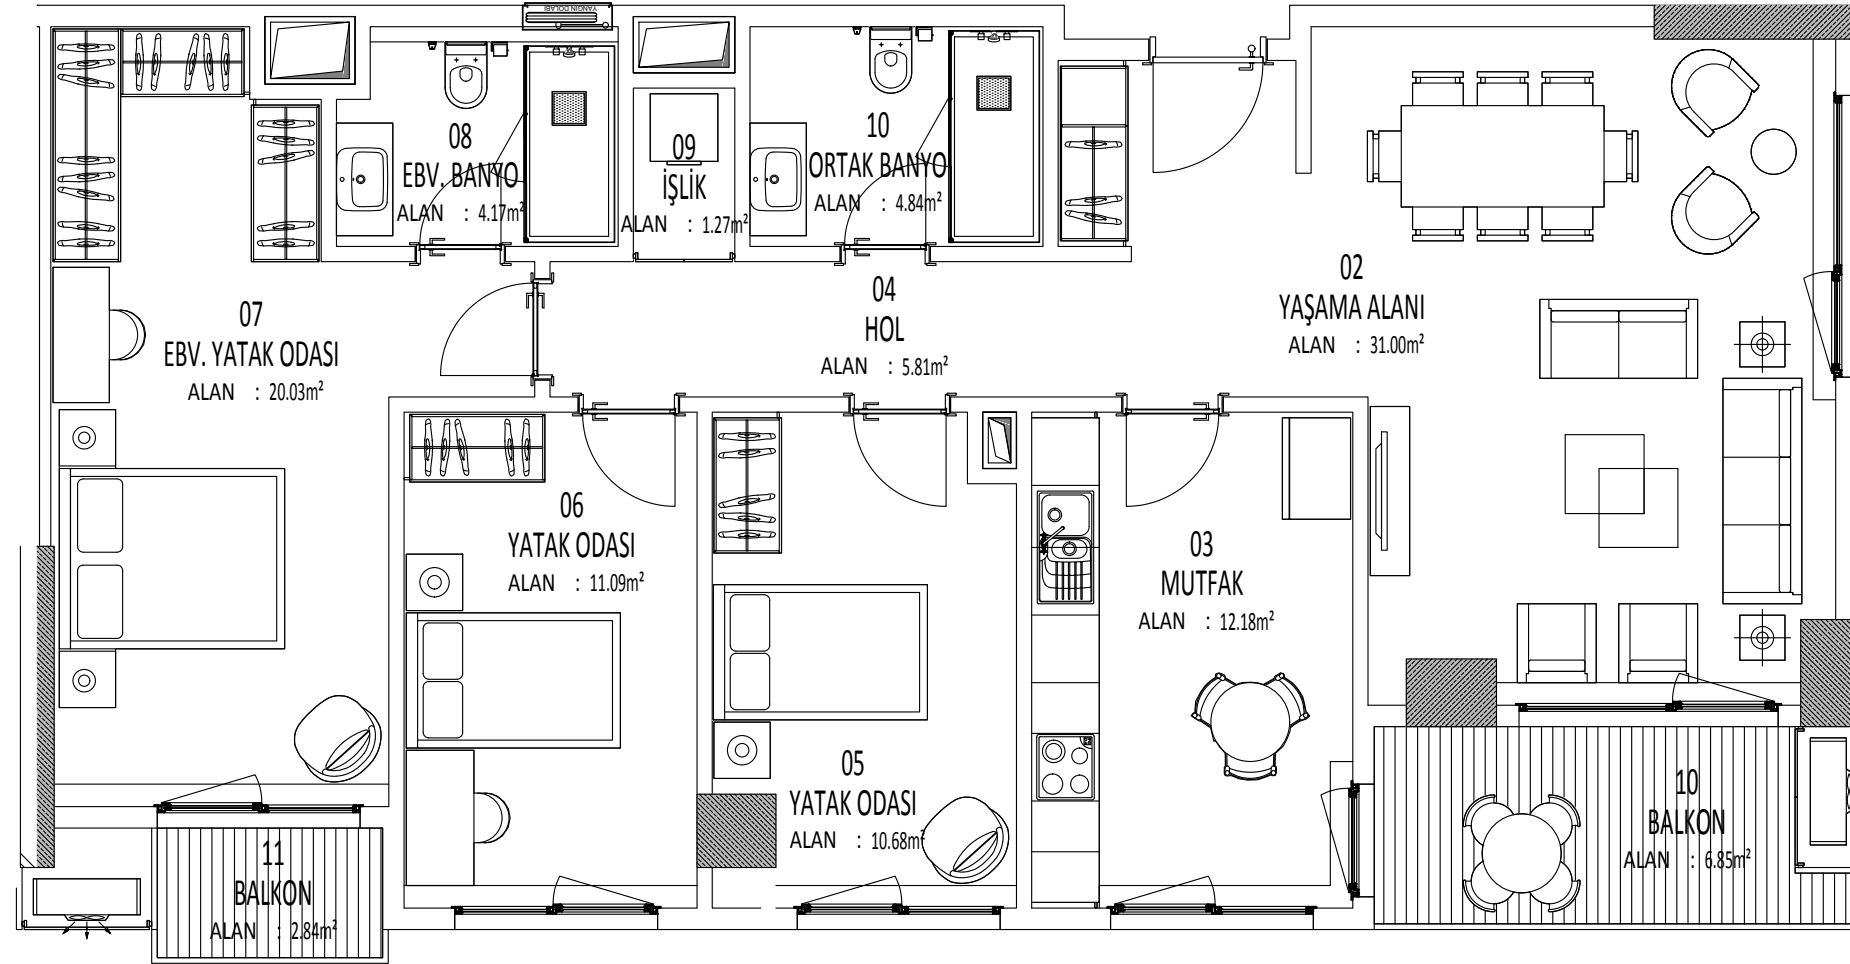 YANGIN DOLABI
08
EBV. BANYO
ALAN : 4.17m²
09
İŞLİK
ALAN : 1.27m²
10
ORTAK BANYO
ALAN : 4.84m²
02
YAŞAMA ALANI
ALAN : 31.00m²
04
HOL
ALAN : 5.81m²
07
EBV. YATAK ODASI
ALAN : 20.03m²
06
YATAK ODASI
ALAN : 11.09m²
03
MUTFAK
ALAN : 12.18m²
05
YATAK ODASI
ALAN : 10.68m²
10
BALKON
ALAN : 6.85m²
11
BALKON
ALAN : 2.84m²